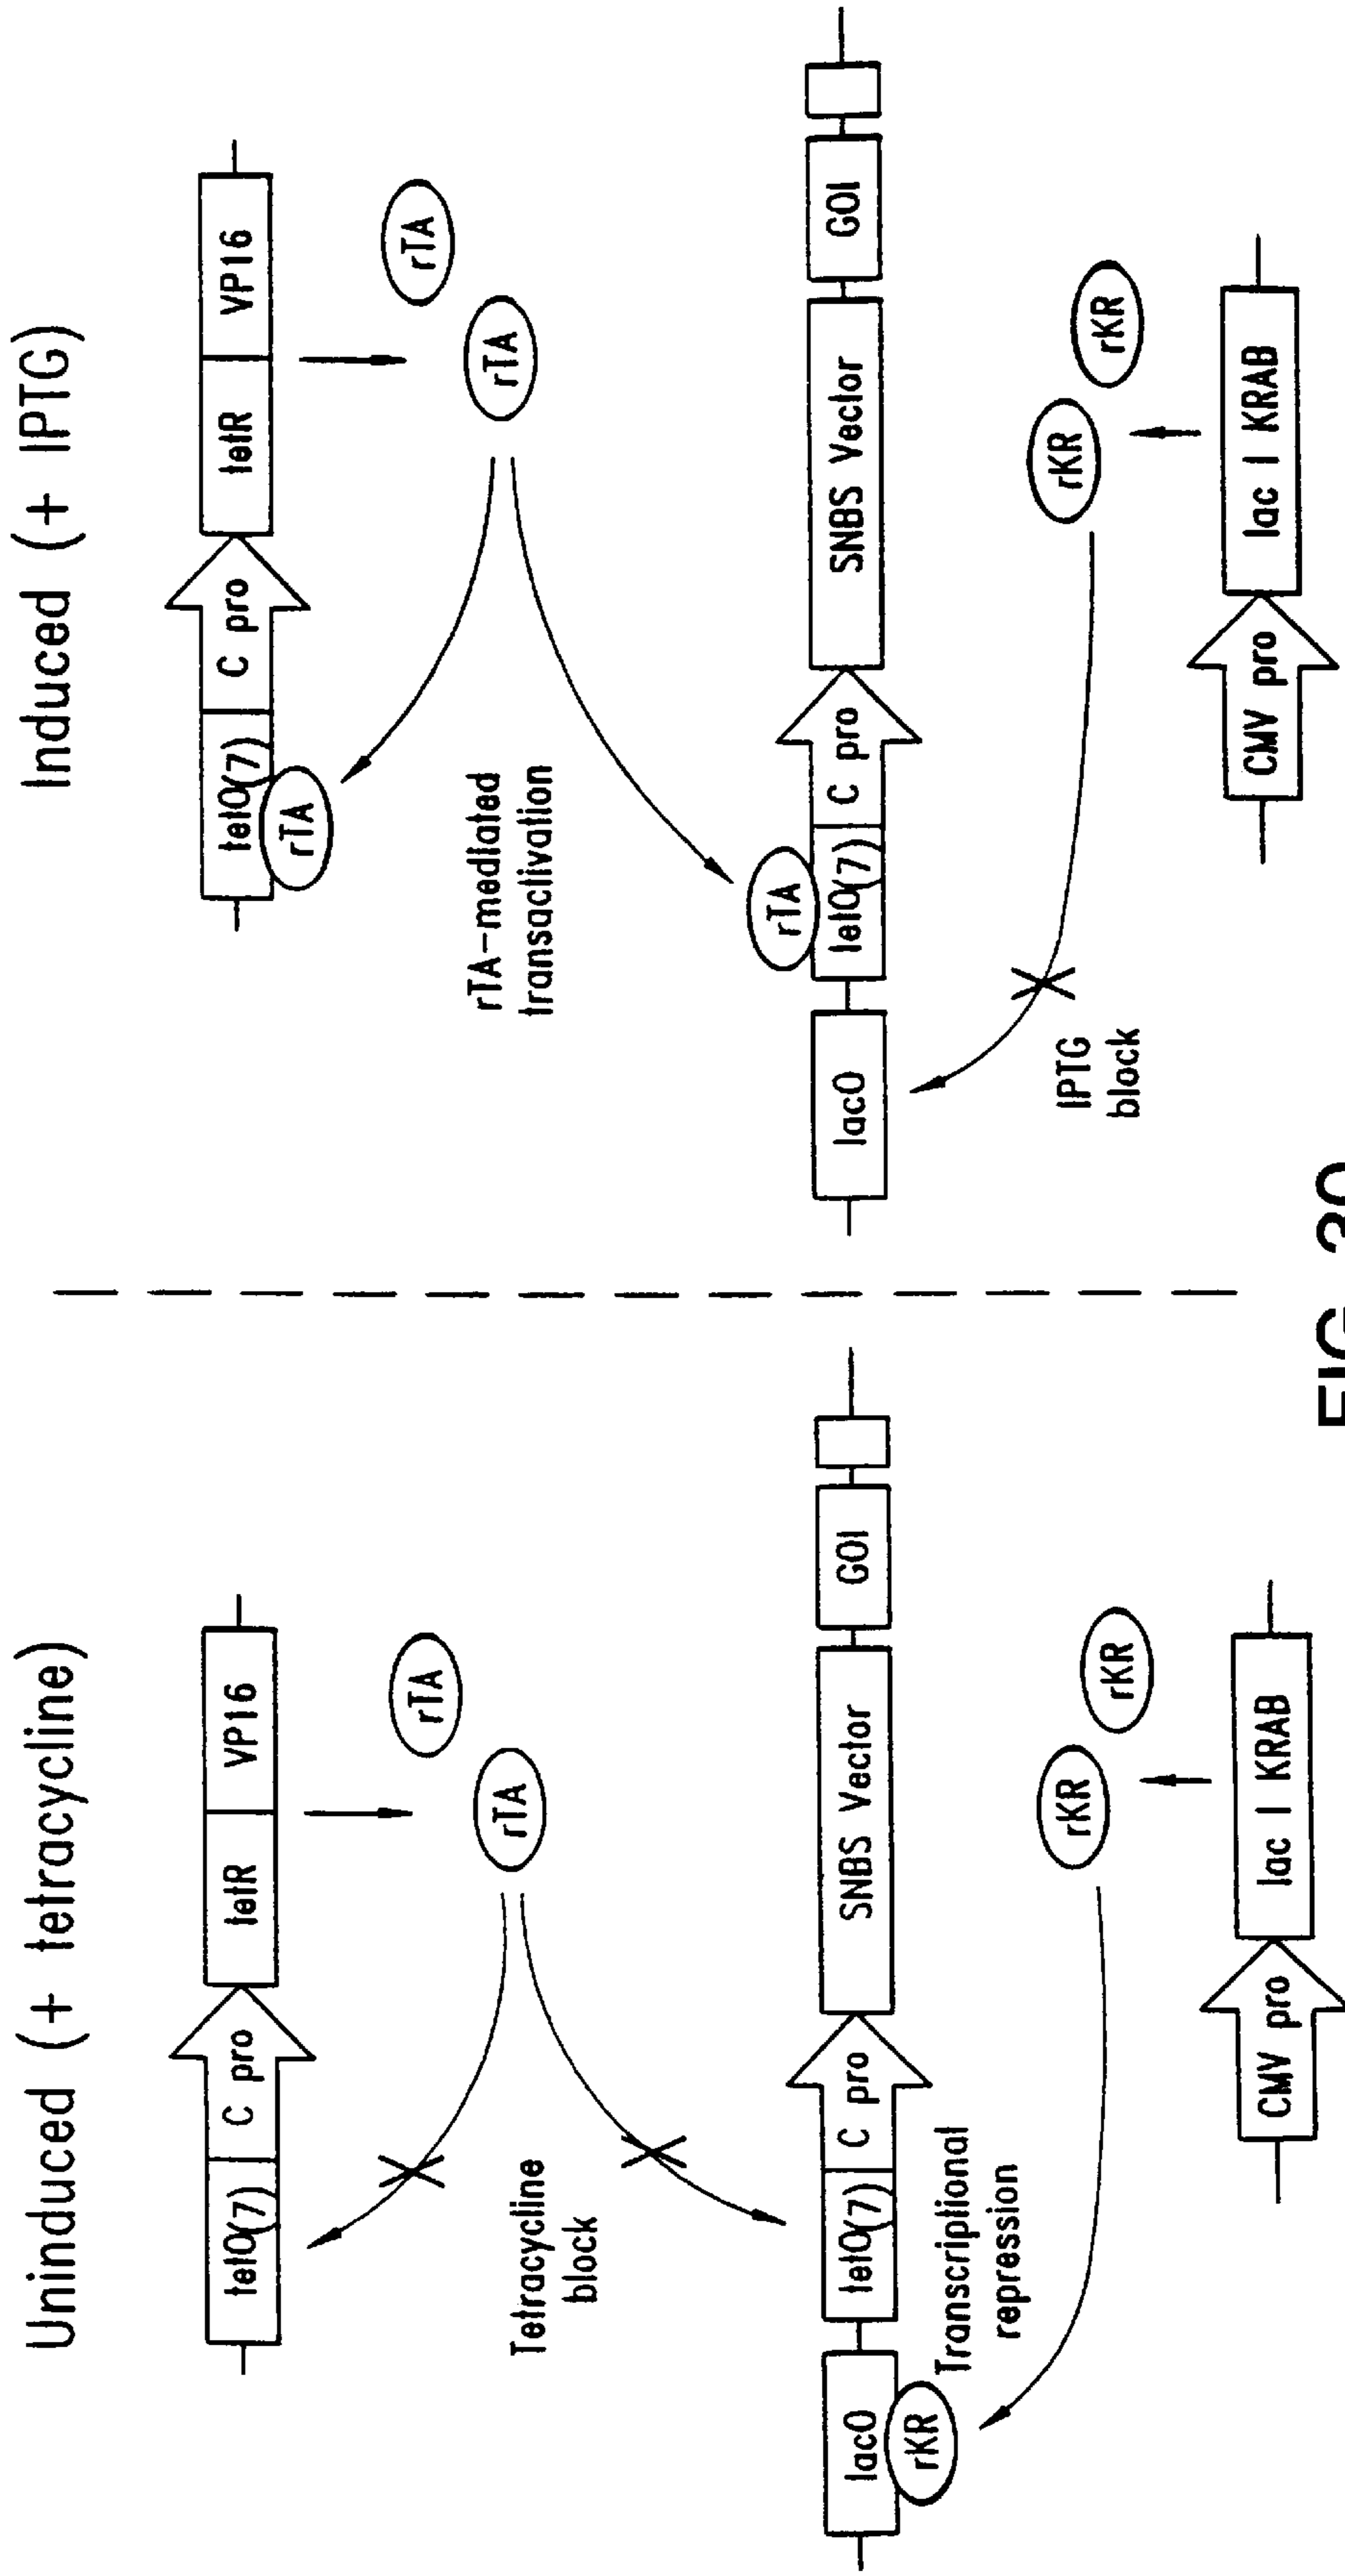 Uninduced (+ tetracycline)
tetO(7) C pro tetR VP16
rTA
rTA
Tetracycline
block
lacO tetO(7) C pro SNBS Vector GOI
rKR
Transcriptional
repression
rKR
rKR
CMV pro lac I KRAB
Induced (+ IPTG)
tetO(7) C pro tetR VP16
rTA
rTA
rTA
rTA-mediated
transactivation
rTA
lacO tetO(7) C pro SNBS Vector GOI
IPTG
block
rKR
rKR
CMV pro lac I KRAB
FIG.